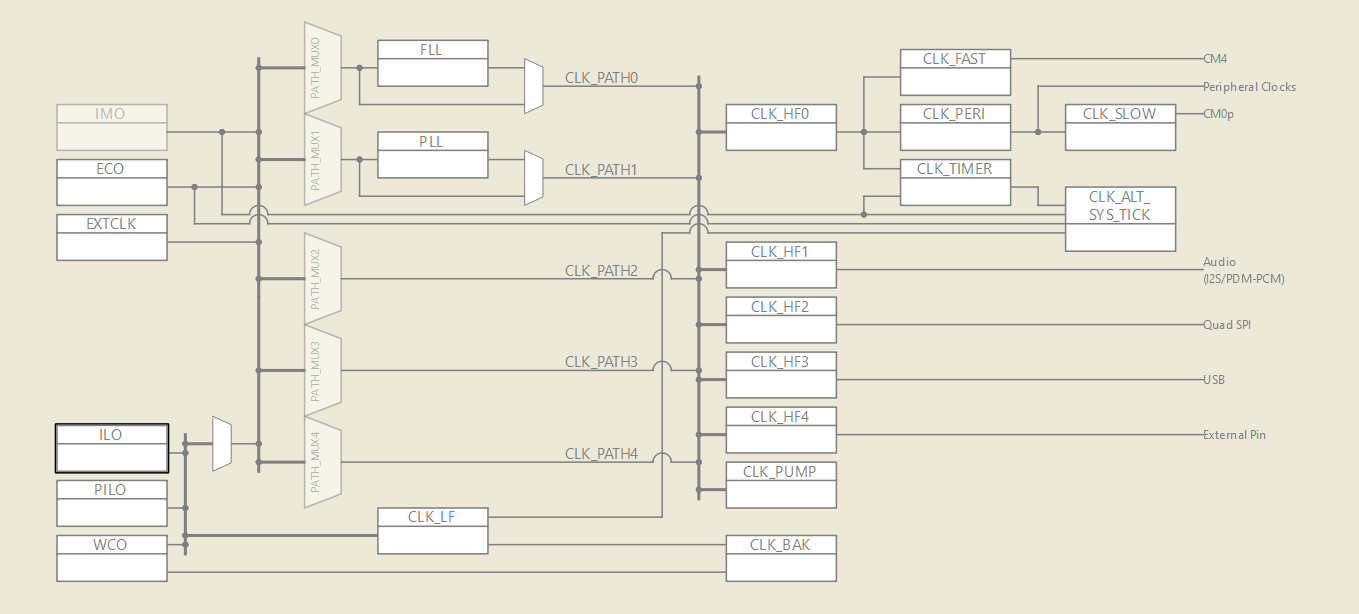 IMO
ECO
EXTCLK
ILO
PILO
WCO
PATH_MUX0
PATH_MUX1
PATH_MUX2
PATH_MUX3
PATH_MUX4
FLL
PLL
CLK_LF
CLK_PATH0
CLK_PATH1
CLK_PATH2
CLK_PATH3
CLK_PATH4
CLK_HF0
CLK_HF1
CLK_HF2
CLK_HF3
CLK_HF4
CLK_PUMP
CLK_BAK
CLK_FAST
CLK_PERI
CLK_TIMER
CLK_SLOW
CLK_ALT_
SYS_TICK
CM4
Peripheral Clocks
CM0p
Audio
(I2S/PDM-PCM)
Quad SPI
USB
External Pin